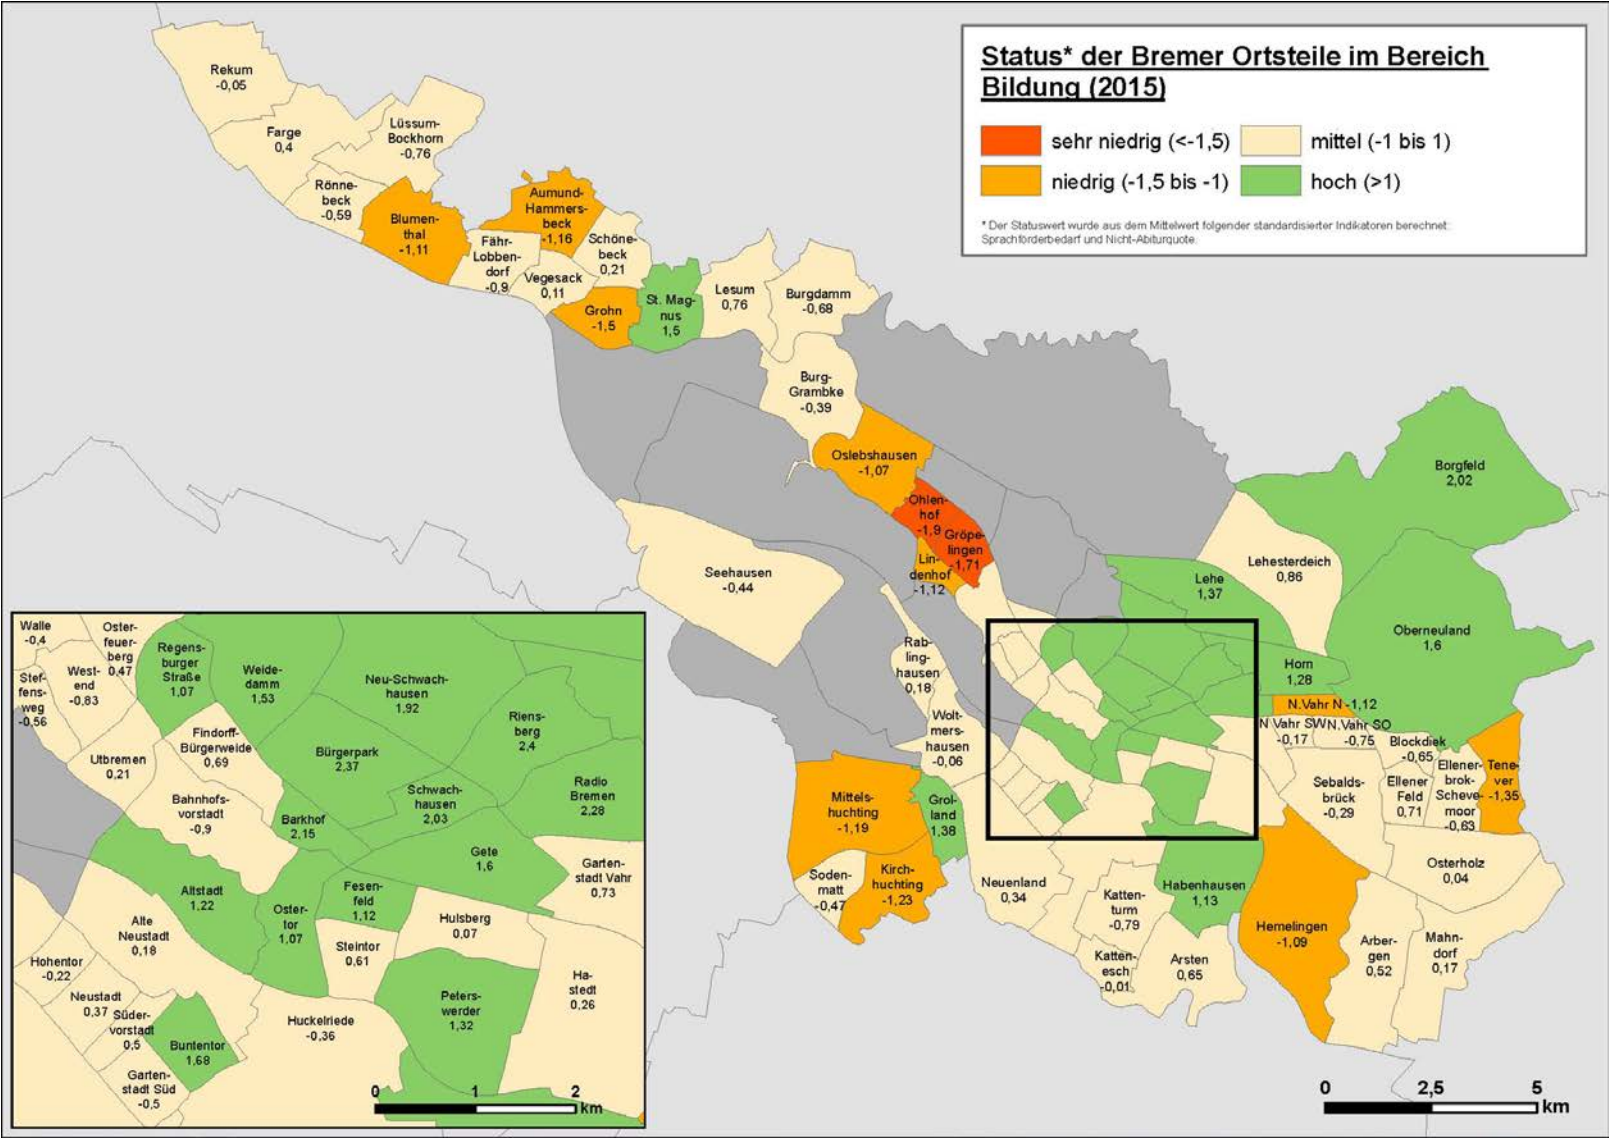 Status* der Bremer Ortsteile im Bereich
Bildung (2015)
sehr niedrig (<-1,5)
mittel (-1 bis 1)
niedrig (-1,5 bis -1)
hoch (>1)
* Der Statuswert wurde aus dem Mittelwert folgender standardisierter Indikatoren berechnet:
Sprachförderbedarf und Nicht-Abiturquote.
Rekum
-0,05
Farge
0,4
Lüssum-
Bockhorn
-0,76
Rönne-
beck
-0,59
Blumen-
thal
-1,11
Aumund-
Hammers-
beck
-1,16
Fähr-
Lobben-
dorf
-0,9
Schöne-
beck
0,21
Vegesack
0,11
Grohn
-1,5
St. Mag-
nus
1,5
Lesum
0,76
Burgdamm
-0,68
Burg-
Grambke
-0,39
Oslebshausen
-1,07
Ohlen-
hof
-1,9
Gröpe-
lingen
-1,71
Lin-
denhof
-1,12
Seehausen
-0,44
Rab-
ling-
hausen
0,18
Wolt-
mers-
hausen
-0,06
Borgfeld
2,02
Lehesterdeich
0,86
Lehe
1,37
Oberneuland
1,6
Horn
1,28
N.Vahr N -1,12
N Vahr SW
-0,17
N.Vahr SO
-0,75
Blockdiek
-0,65
Sebalds-
brück
-0,29
Ellener
Feld
0,71
Ellener-
brok-
Scheve-
moor
-0,63
Tene-
ver
-1,35
Mittels-
huchting
-1,19
Grol-
land
1,38
Soden-
matt
-0,47
Kirch-
huchting
-1,23
Neuenland
0,34
Katten-
turm
-0,79
Katten-
esch
-0,01
Habenhausen
1,13
Arsten
0,65
Hemelingen
-1,09
Osterholz
0,04
Arber-
gen
0,52
Mahn-
dorf
0,17
0 2,5 5
km
Walle
-0,4
Oster-
feuer-
berg
0,47
Regens-
burger
Straße
1,07
Weide-
damm
1,53
Neu-Schwach-
hausen
1,92
Stef-
fens-
weg
-0,56
West-
end
-0,83
Riens-
berg
2,4
Utbremen
0,21
Findorff-
Bürgerweide
0,69
Bürgerpark
2,37
Bahnhofs-
vorstadt
-0,9
Barkhof
2,15
Schwach-
hausen
2,03
Radio
Bremen
2,28
Gete
1,6
Garten-
stadt Vahr
0,73
Altstadt
1,22
Oster-
tor
1,07
Fesen-
feld
1,12
Hulsberg
0,07
Steintor
0,61
Alte
Neustadt
0,18
Hohentor
-0,22
Neustadt
0,37
Süder-
vorstadt
0,5
Buntentor
1,68
Garten-
stadt Süd
-0,5
Huckelriede
-0,36
Peters-
werder
1,32
Ha-
stedt
0,26
0 1 2
km